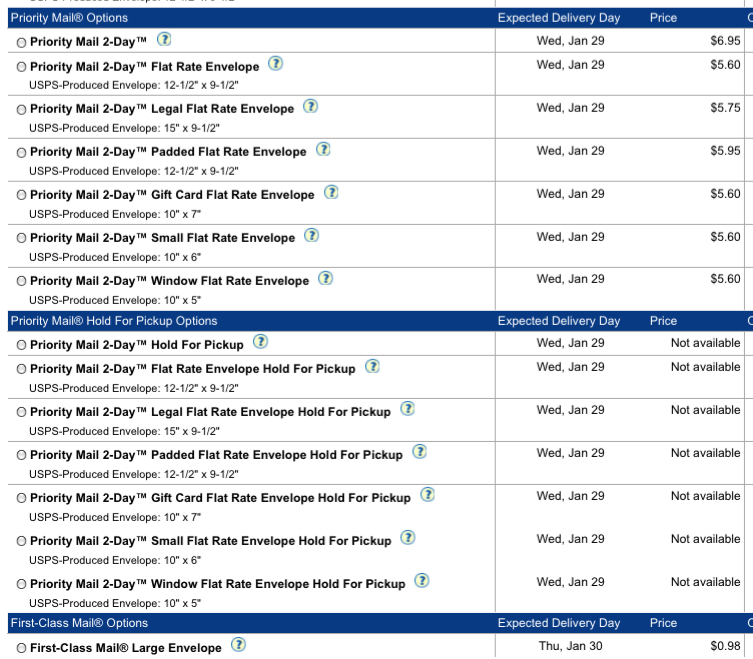 Priority Mail® Options Expected Delivery Day Price
Priority Mail 2-Day™ ? Wed, Jan 29 $6.95
Priority Mail 2-Day™ Flat Rate Envelope ? Wed, Jan 29 $5.60
USPS-Produced Envelope: 12-1/2" x 9-1/2"
Priority Mail 2-Day™ Legal Flat Rate Envelope ? Wed, Jan 29 $5.75
USPS-Produced Envelope: 15" x 9-1/2"
Priority Mail 2-Day™ Padded Flat Rate Envelope ? Wed, Jan 29 $5.95
USPS-Produced Envelope: 12-1/2" x 9-1/2"
Priority Mail 2-Day™ Gift Card Flat Rate Envelope ? Wed, Jan 29 $5.60
USPS-Produced Envelope: 10" x 7"
Priority Mail 2-Day™ Small Flat Rate Envelope ? Wed, Jan 29 $5.60
USPS-Produced Envelope: 10" x 6"
Priority Mail 2-Day™ Window Flat Rate Envelope ? Wed, Jan 29 $5.60
USPS-Produced Envelope: 10" x 5"
Priority Mail® Hold For Pickup Options Expected Delivery Day Price
Priority Mail 2-Day™ Hold For Pickup ? Wed, Jan 29 Not available
Priority Mail 2-Day™ Flat Rate Envelope Hold For Pickup ? Wed, Jan 29 Not available
USPS-Produced Envelope: 12-1/2" x 9-1/2"
Priority Mail 2-Day™ Legal Flat Rate Envelope Hold For Pickup ? Wed, Jan 29 Not available
USPS-Produced Envelope: 15" x 9-1/2"
Priority Mail 2-Day™ Padded Flat Rate Envelope Hold For Pickup ? Wed, Jan 29 Not available
USPS-Produced Envelope: 12-1/2" x 9-1/2"
Priority Mail 2-Day™ Gift Card Flat Rate Envelope Hold For Pickup ? Wed, Jan 29 Not available
USPS-Produced Envelope: 10" x 7"
Priority Mail 2-Day™ Small Flat Rate Envelope Hold For Pickup ? Wed, Jan 29 Not available
USPS-Produced Envelope: 10" x 6"
Priority Mail 2-Day™ Window Flat Rate Envelope Hold For Pickup ? Wed, Jan 29 Not available
USPS-Produced Envelope: 10" x 5"
First-Class Mail® Options Expected Delivery Day Price
First-Class Mail® Large Envelope ? Thu, Jan 30 $0.98